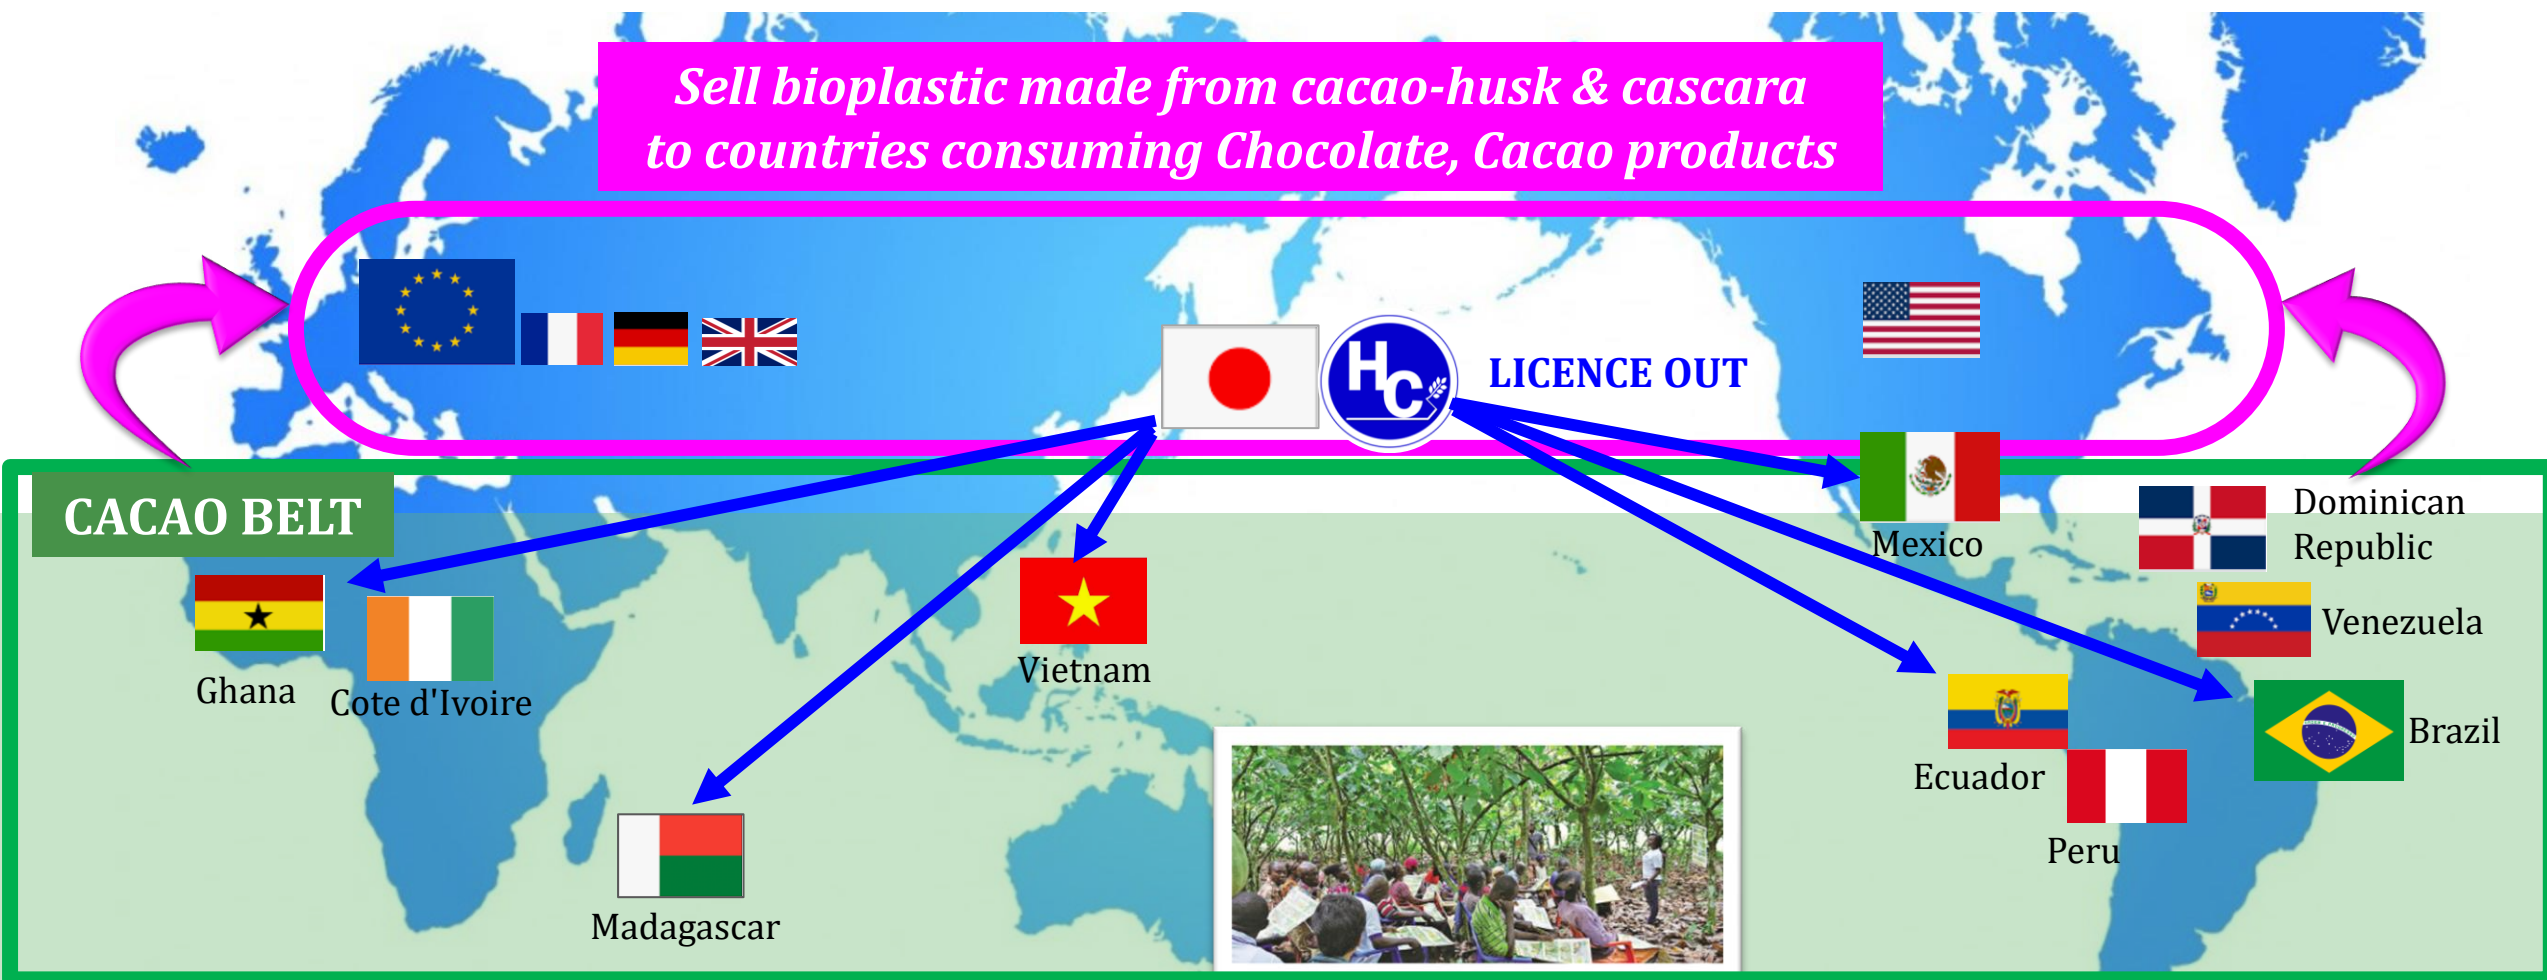 Sell bioplastic made from cacao-husk & cascara
to countries consuming Chocolate, Cacao products
HC
LICENCE OUT
CACAO BELT
Mexico
Dominican
Republic
Venezuela
Ghana
Cote d'Ivoire
Vietnam
Brazil
Ecuador
Peru
Madagascar